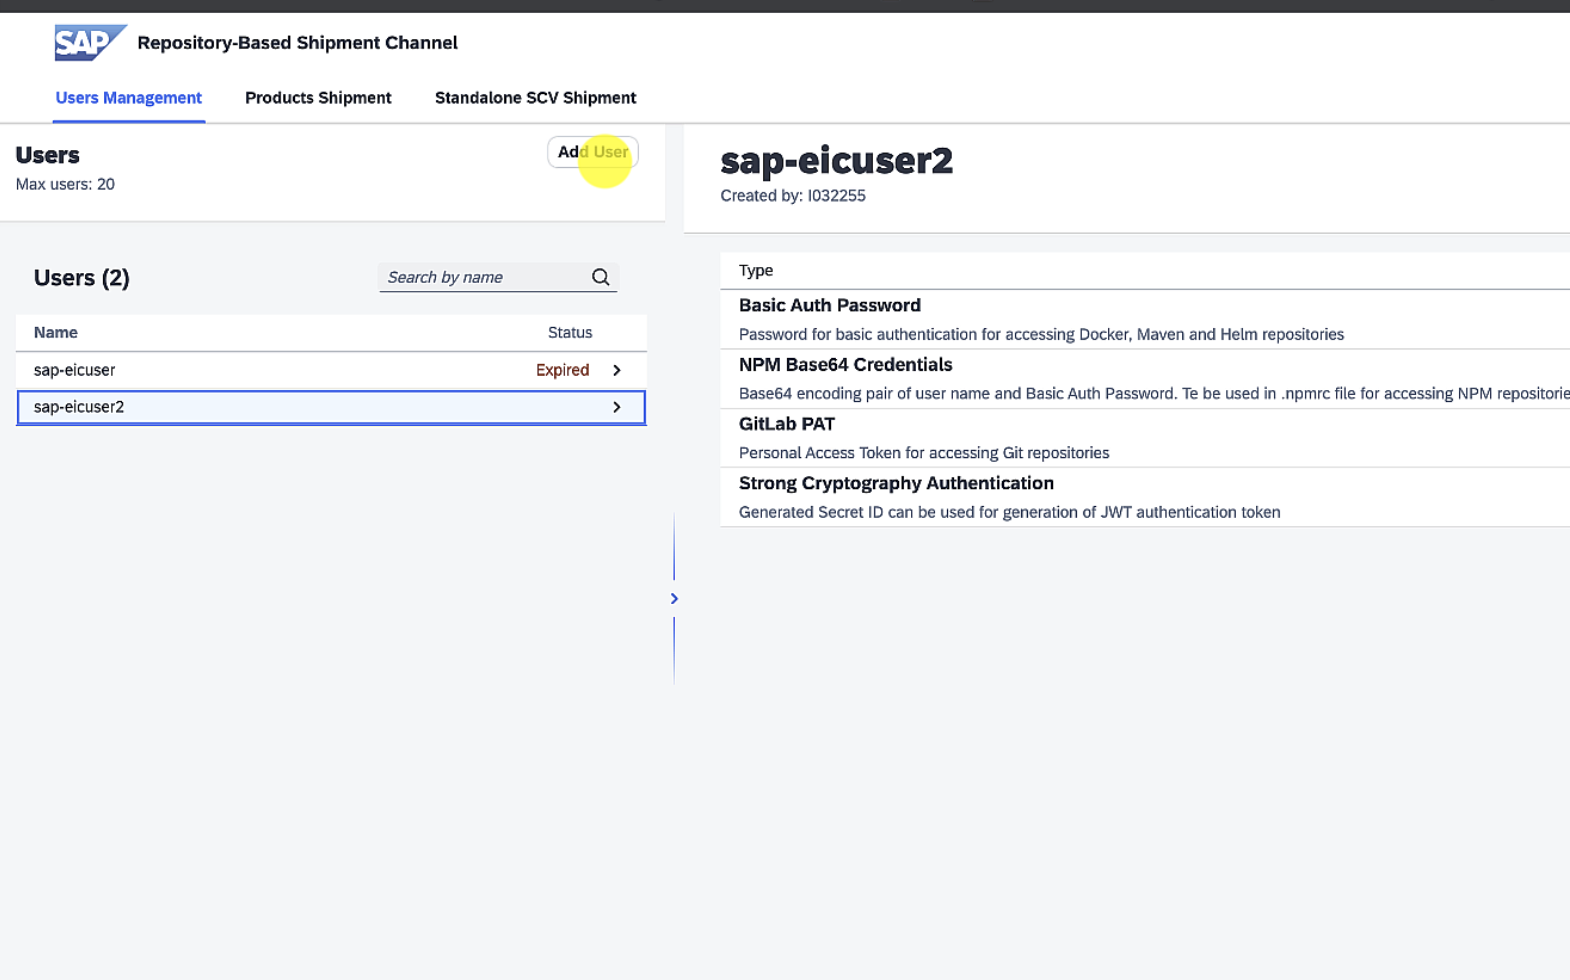 SAP Repository-Based Shipment Channel
Users Management Products Shipment Standalone SCV Shipment
Users
Add User
Max users: 20
Users (2)
Search by name
Name Status
sap-eicuser Expired
sap-eicuser2
sap-eicuser2
Created by: I032255
Type
Basic Auth Password
Password for basic authentication for accessing Docker, Maven and Helm repositories
NPM Base64 Credentials
Base64 encoding pair of user name and Basic Auth Password. Te be used in .npmrc file for accessing NPM repositorie
GitLab PAT
Personal Access Token for accessing Git repositories
Strong Cryptography Authentication
Generated Secret ID can be used for generation of JWT authentication token